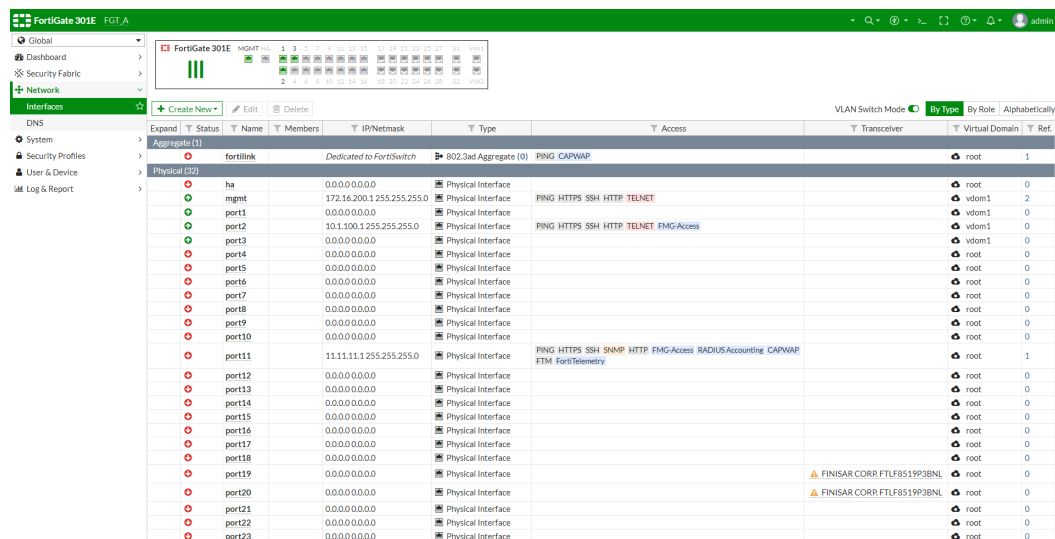 FortiGate 301E FGT_A
admin
Global
Dashboard
Security Fabric
Network
Interfaces
DNS
System
Security Profiles
User & Device
Log & Report
FortiGate 301E MGMT HA 1 3 5 7 9 11 13 15 17 19 21 23 25 27 S1 VW1
2 4 6 8 10 12 14 16 18 20 22 24 26 28 S2 VW2
+ Create New Edit Delete
VLAN Switch Mode By Type By Role Alphabetically
Expand Status Name Members IP/Netmask Type Access Transceiver Virtual Domain Ref.
Aggregate (1)
fortilink Dedicated to FortiSwitch 802.3ad Aggregate (0) PING CAPWAP root 1
Physical (32)
ha 0.0.0.0 0.0.0.0 Physical Interface root 0
mgmt 172.16.200.1 255.255.255.0 Physical Interface PING HTTPS SSH HTTP TELNET vdom1 2
port1 0.0.0.0 0.0.0.0 Physical Interface vdom1 0
port2 10.1.100.1 255.255.255.0 Physical Interface PING HTTPS SSH HTTP TELNET FMG-Access vdom1 0
port3 0.0.0.0 0.0.0.0 Physical Interface vdom1 0
port4 0.0.0.0 0.0.0.0 Physical Interface root 0
port5 0.0.0.0 0.0.0.0 Physical Interface root 0
port6 0.0.0.0 0.0.0.0 Physical Interface root 0
port7 0.0.0.0 0.0.0.0 Physical Interface root 0
port8 0.0.0.0 0.0.0.0 Physical Interface root 0
port9 0.0.0.0 0.0.0.0 Physical Interface root 0
port10 0.0.0.0 0.0.0.0 Physical Interface root 0
port11 11.11.11.1 255.255.255.0 Physical Interface PING HTTPS SSH SNMP HTTP FMG-Access RADIUS Accounting CAPWAP root 1
FTM FortiTelemetry
port12 0.0.0.0 0.0.0.0 Physical Interface root 0
port13 0.0.0.0 0.0.0.0 Physical Interface root 0
port14 0.0.0.0 0.0.0.0 Physical Interface root 0
port15 0.0.0.0 0.0.0.0 Physical Interface root 0
port16 0.0.0.0 0.0.0.0 Physical Interface root 0
port17 0.0.0.0 0.0.0.0 Physical Interface root 0
port18 0.0.0.0 0.0.0.0 Physical Interface root 0
port19 0.0.0.0 0.0.0.0 Physical Interface FINISAR CORP. FTLF8519P3BNL root 0
port20 0.0.0.0 0.0.0.0 Physical Interface FINISAR CORP. FTLF8519P3BNL root 0
port21 0.0.0.0 0.0.0.0 Physical Interface root 0
port22 0.0.0.0 0.0.0.0 Physical Interface root 0
port23 0.0.0.0 0.0.0.0 Physical Interface root 0